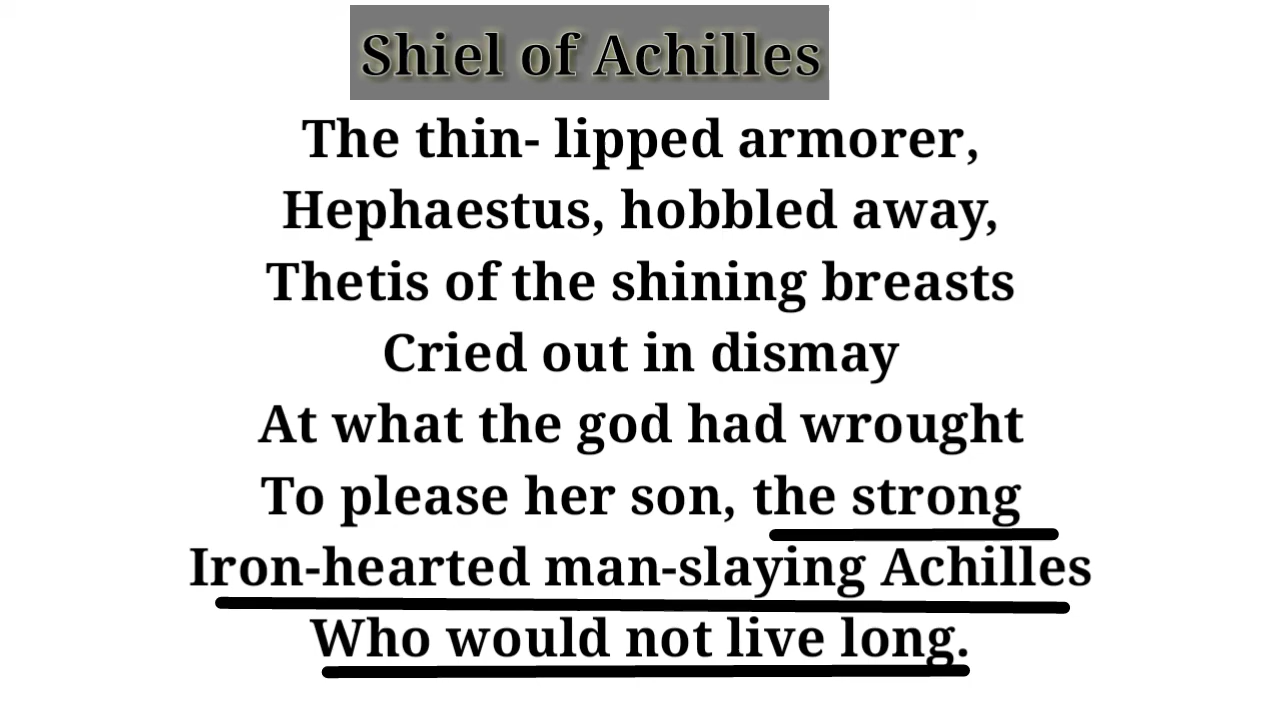 Shiel of Achilles
The thin- lipped armorer,
Hephaestus, hobbled away,
Thetis of the shining breasts
Cried out in dismay
At what the god had wrought
To please her son, the strong
Iron-hearted man-slaying Achilles
Who would not live long.